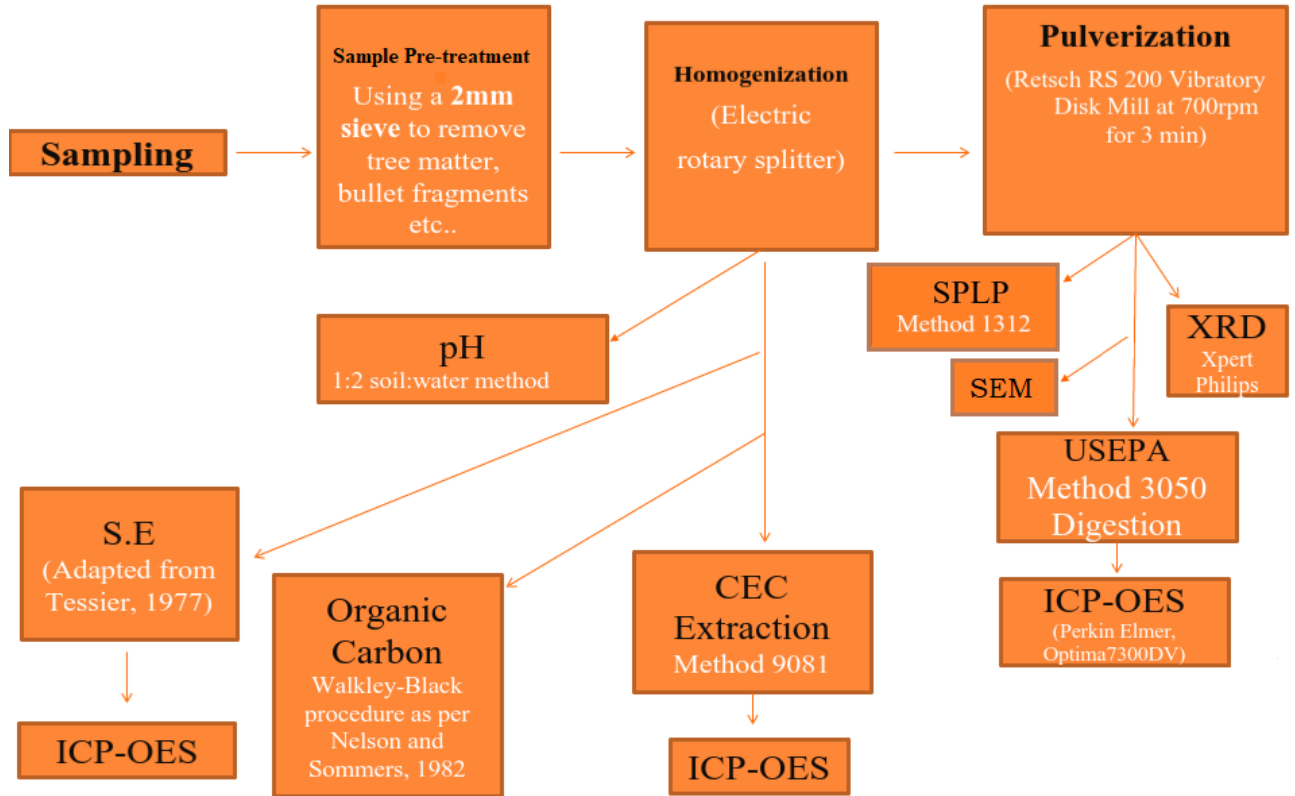 Sampling
Sample Pre-treatment
Using a 2mm
sieve to remove
tree matter,
bullet fragments
etc..
Homogenization
(Electric
rotary splitter)
Pulverization
(Retsch RS 200 Vibratory
Disk Mill at 700rpm
for 3 min)
pH
1:2 soil:water method
SPLP
Method 1312
SEM
XRD
Xpert
Philips
USEPA
Method 3050
Digestion
ICP-OES
(Perkin Elmer,
Optima7300DV)
S.E
(Adapted from
Tessier, 1977)
ICP-OES
Organic
Carbon
Walkley-Black
procedure as per
Nelson and
Sommers, 1982
CEC
Extraction
Method 9081
ICP-OES